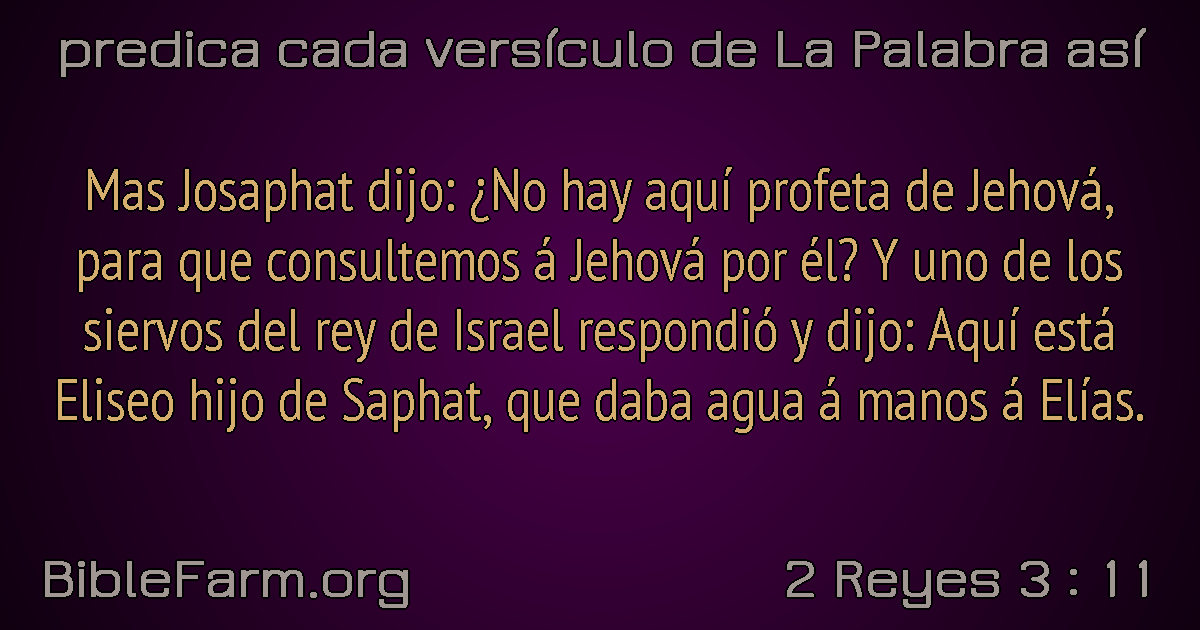 predica cada versículo de La Palabra así
Mas Josaphat dijo: ¿No hay aquí profeta de Jehová,
para que consultemos á Jehová por él? Y uno de los
siervos del rey de Israel respondió y dijo: Aquí está
Eliseo hijo de Saphat, que daba agua á manos á Elías.
BibleFarm.org
2 Reyes 3 : 11